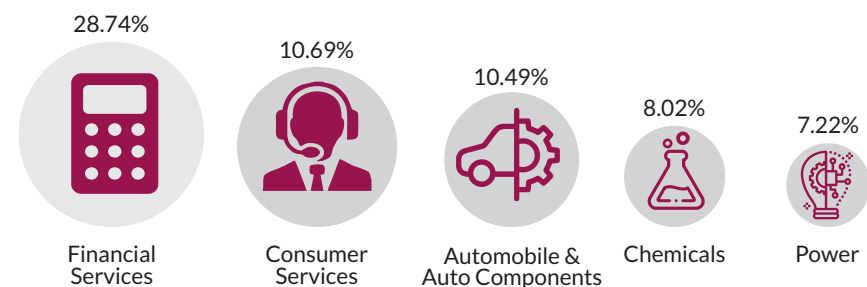 28.74%
10.69%
10.49%
8.02%
7.22%
Financial
Services
Consumer
Services
Automobile &
Auto Components
Chemicals
Power